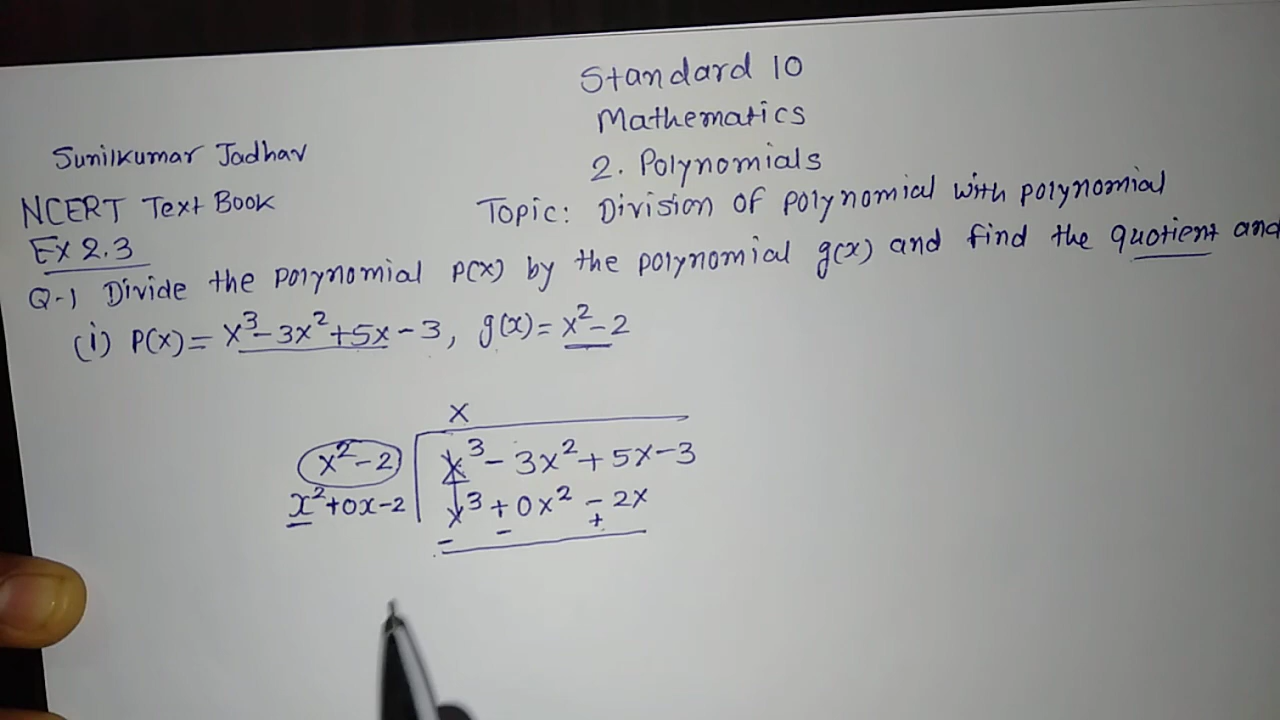 Standard 10
Mathematics
Sunilkumar Jadhav
2. Polynomials
NCERT Text Book
Topic: Division of polynomial with polynomial
Ex 2.3
Q-1 Divide the polynomial P(x) by the polynomial g(x) and find the quotient and
(i) P(x) = x³ - 3x² + 5x - 3, g(x) = x² - 2
x
x² - 2 x³ - 3x² + 5x - 3
x² + 0x - 2 x³ + 0x² - 2x
- - +